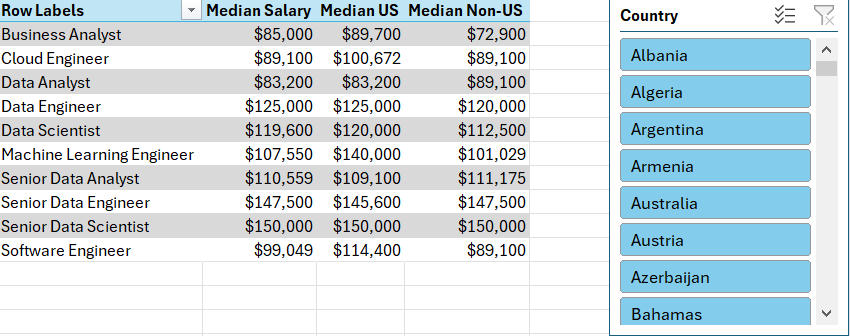 Row Labels Median Salary Median US Median Non-US
Business Analyst $85,000 $89,700 $72,900
Cloud Engineer $89,100 $100,672 $89,100
Data Analyst $83,200 $83,200 $89,100
Data Engineer $125,000 $125,000 $120,000
Data Scientist $119,600 $120,000 $112,500
Machine Learning Engineer $107,550 $140,000 $101,029
Senior Data Analyst $110,559 $109,100 $111,175
Senior Data Engineer $147,500 $145,600 $147,500
Senior Data Scientist $150,000 $150,000 $150,000
Software Engineer $99,049 $114,400 $89,100
Country
Albania
Algeria
Argentina
Armenia
Australia
Austria
Azerbaijan
Bahamas